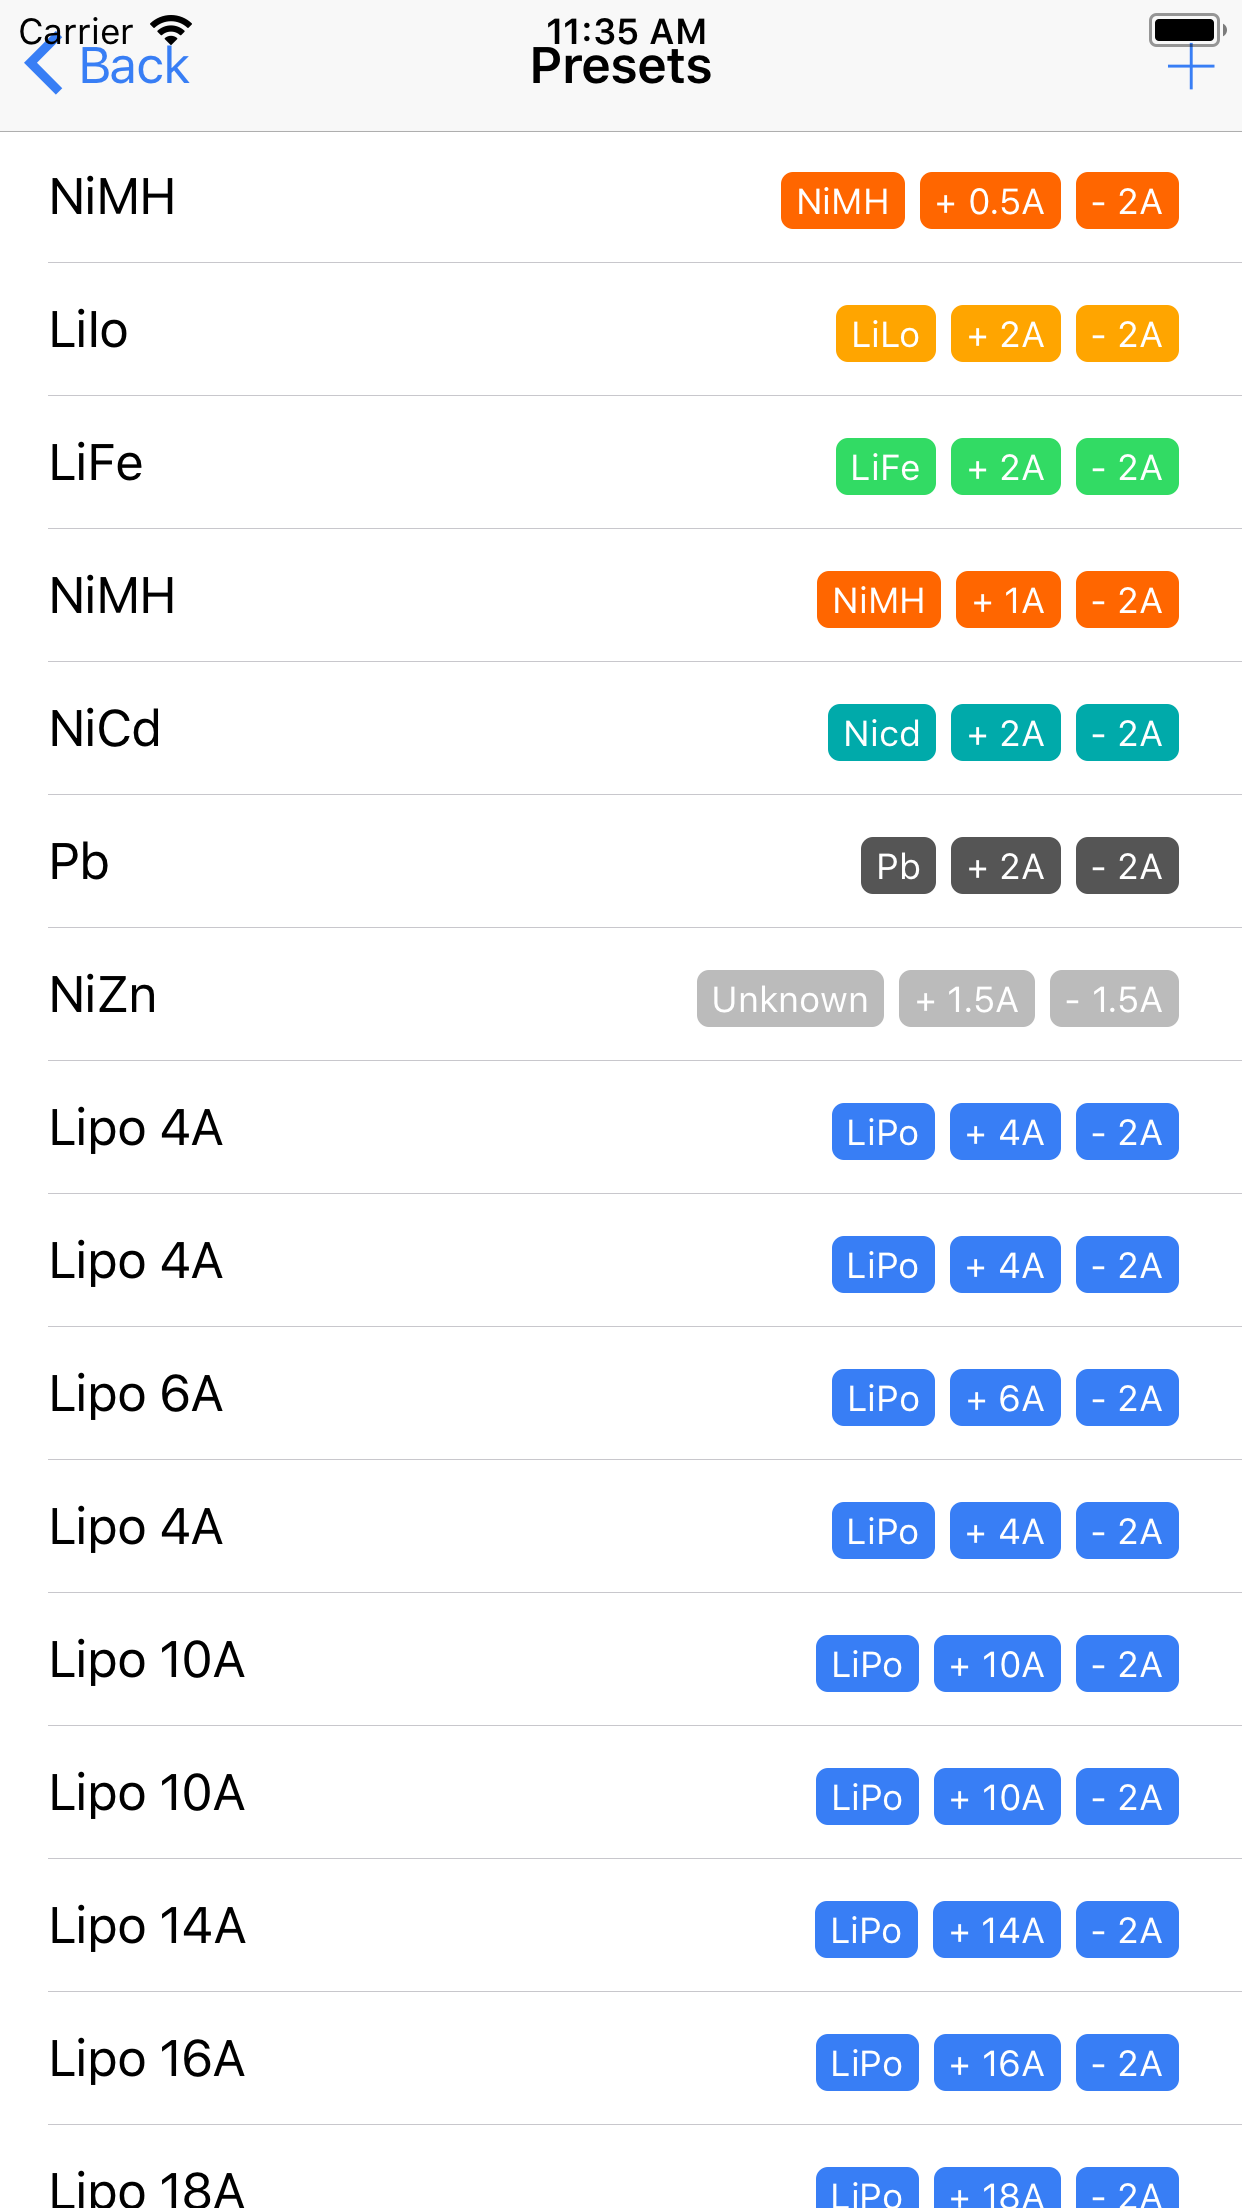 Carrier 11:35 AM
Back Presets
NiMH NiMH + 0.5A - 2A
LiIo LiLo + 2A - 2A
LiFe LiFe + 2A - 2A
NiMH NiMH + 1A - 2A
NiCd Nicd + 2A - 2A
Pb Pb + 2A - 2A
NiZn Unknown + 1.5A - 1.5A
Lipo 4A LiPo + 4A - 2A
Lipo 4A LiPo + 4A - 2A
Lipo 6A LiPo + 6A - 2A
Lipo 4A LiPo + 4A - 2A
Lipo 10A LiPo + 10A - 2A
Lipo 10A LiPo + 10A - 2A
Lipo 14A LiPo + 14A - 2A
Lipo 16A LiPo + 16A - 2A
Lipo 18A LiPo + 18A - 2A